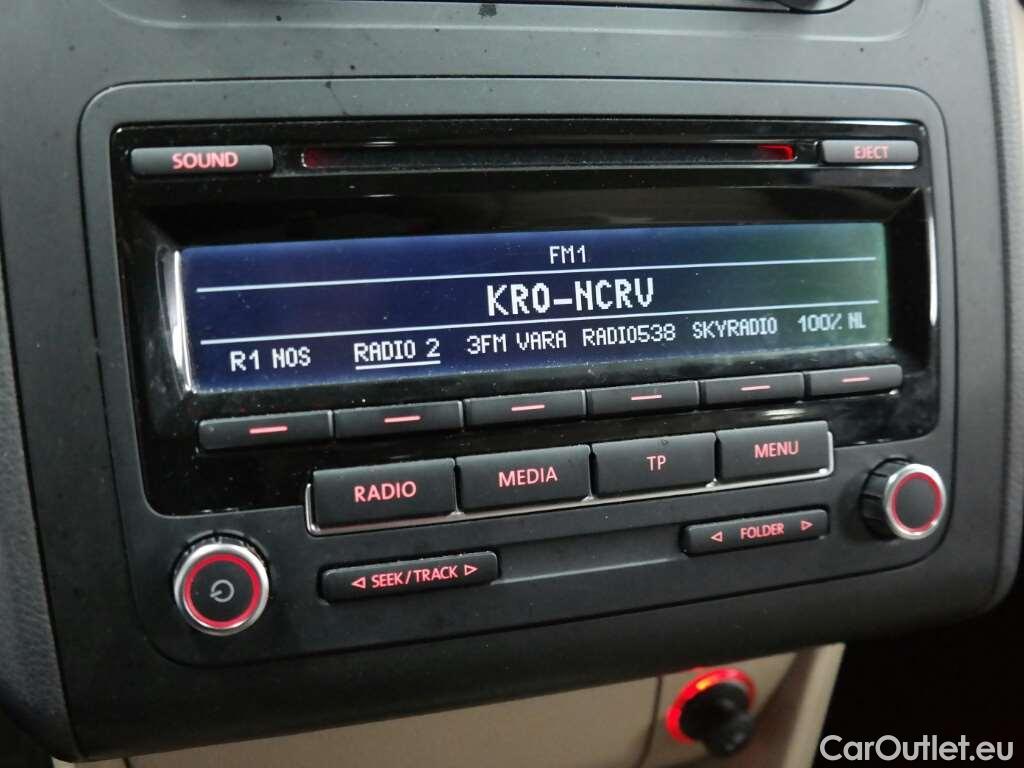 SOUND EJECT
FM1
KRO-NCRV
R1 NOS RADIO 2 3FM VARA RADIO538 SKYRADIO 100% NL
RADIO MEDIA TP MENU
SEEK/TRACK FOLDER
CarOutlet.eu